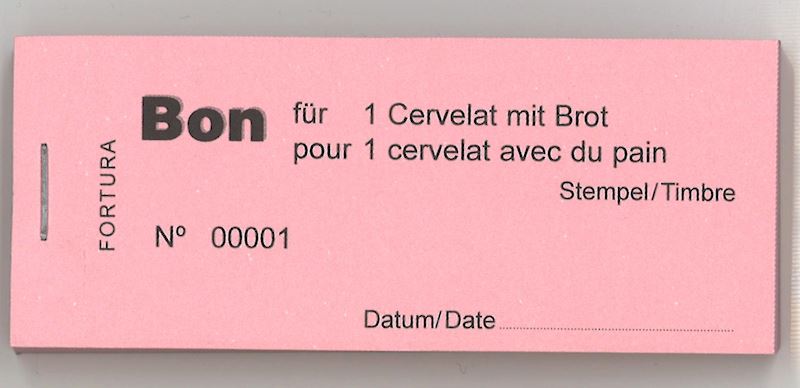 FORTURA
Bon für 1 Cervelat mit Brot
pour 1 cervelat avec du pain
Stempel/Timbre
Nº 00001
Datum/Date